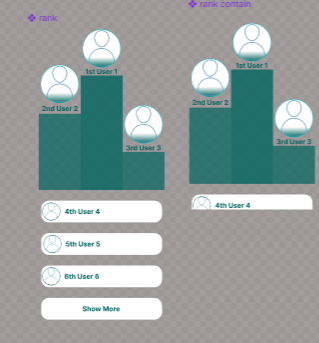 rank
1st User 1
2nd User 2
3rd User 3
4th User 4
5th User 5
6th User 6
Show More
rank contain
1st User 1
2nd User 2
3rd User 3
4th User 4